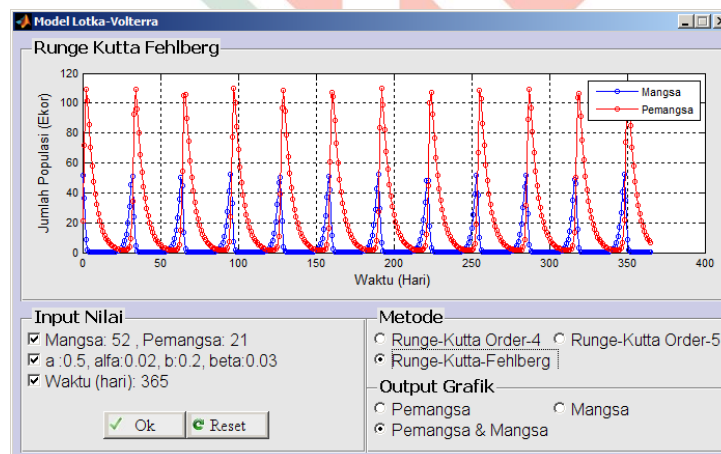 Model Lotka-Volterra
Runge Kutta Fehlberg
120
100
80
60
40
20
0
Jumlah Populasi (Ekor)
Mangsa
Pemangsa
0 50 100 150 200 250 300 350 400
Waktu (Hari)
Input Nilai
Mangsa: 52 , Pemangsa: 21
a :0.5, alfa:0.02, b:0.2, beta:0.03
Waktu (hari): 365
Ok Reset
Metode
Runge-Kutta Order-4 Runge-Kutta Order-5
Runge-Kutta-Fehlberg
Output Grafik
Pemangsa Mangsa
Pemangsa & Mangsa